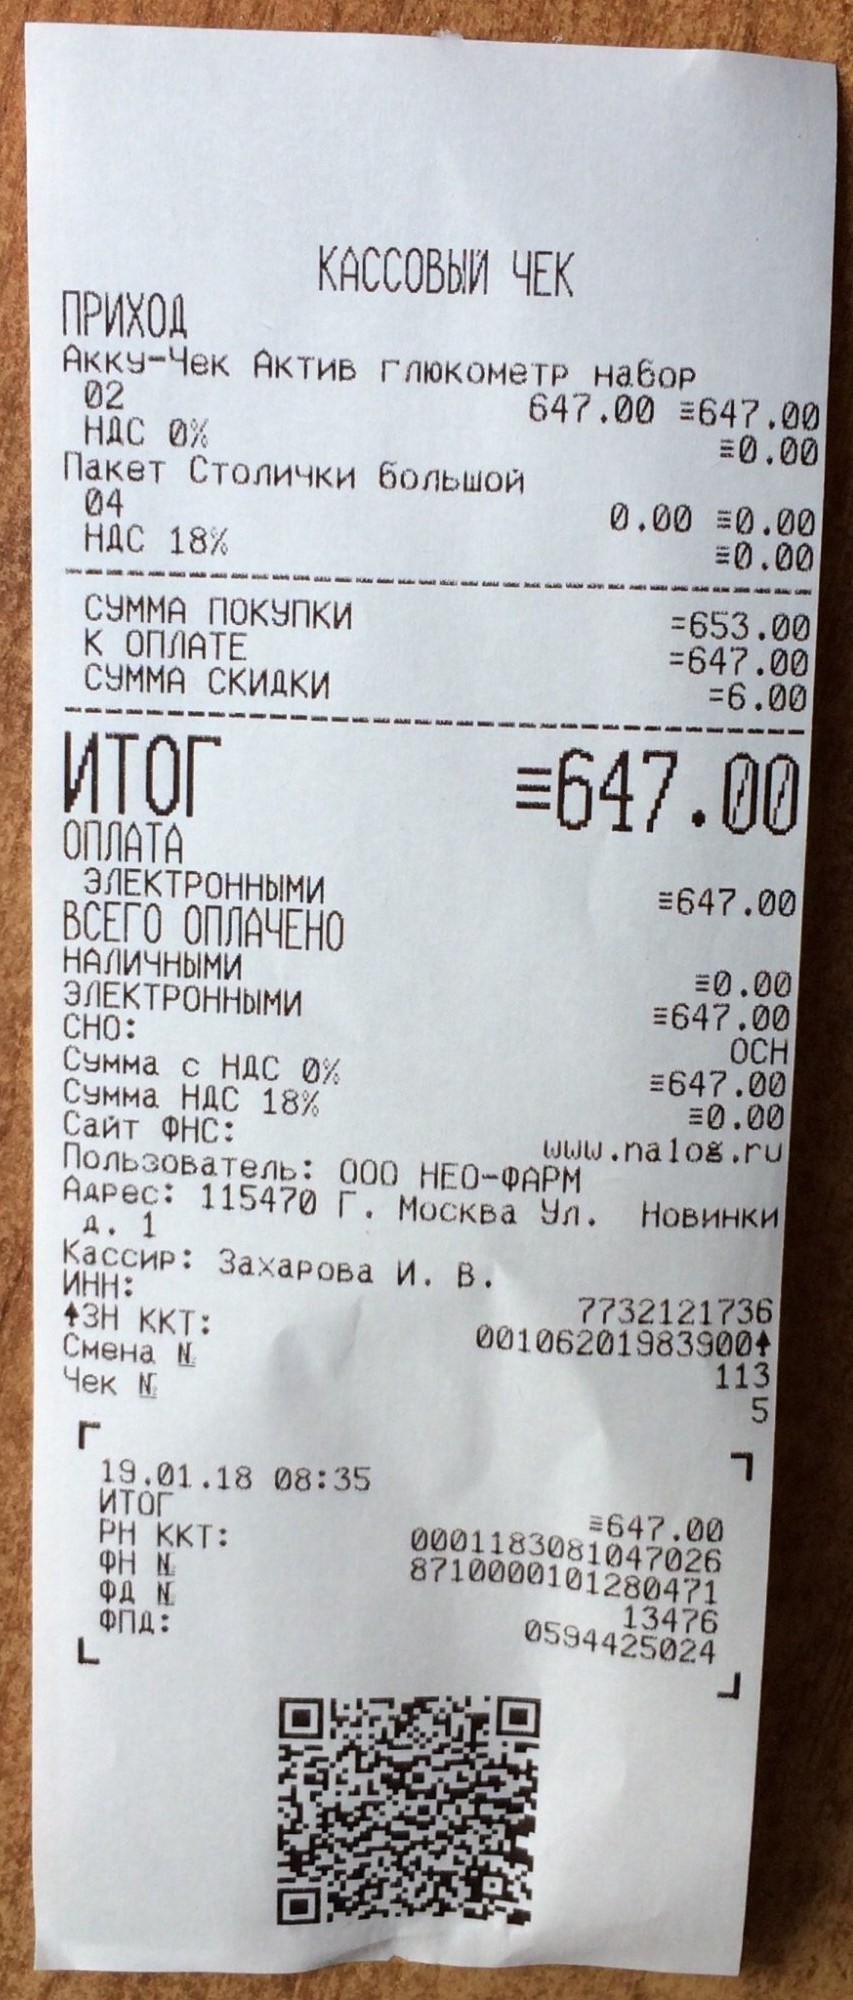 КАССОВЫЙ ЧЕК
ПРИХОД
Акку-Чек Актив глюкометр набор
02 647.00 ≡647.00
НДС 0% ≡0.00
Пакет Столички большой
04 0.00 ≡0.00
НДС 18% ≡0.00
СУММА ПОКУПКИ =653.00
К ОПЛАТЕ =647.00
СУММА СКИДКИ =6.00
ИТОГ ≡647.00
ОПЛАТА
ЭЛЕКТРОННЫМИ ≡647.00
ВСЕГО ОПЛАЧЕНО
НАЛИЧНЫМИ ≡0.00
ЭЛЕКТРОННЫМИ ≡647.00
СНО: ОСН
Сумма с НДС 0% ≡647.00
Сумма НДС 18% ≡0.00
Сайт ФНС: www.nalog.ru
Пользователь: ООО НЕО-ФАРМ
Адрес: 115470 Г. Москва Ул. Новинки
д. 1
Кассир: Захарова И. В.
ИНН: 7732121736
↑ЗН ККТ: 00106201983900↑
Смена № 113
Чек № 5
19.01.18 08:35
ИТОГ ≡647.00
РН ККТ: 0001183081047026
ФН № 8710000101280471
ФД № 13476
ФПД: 0594425024